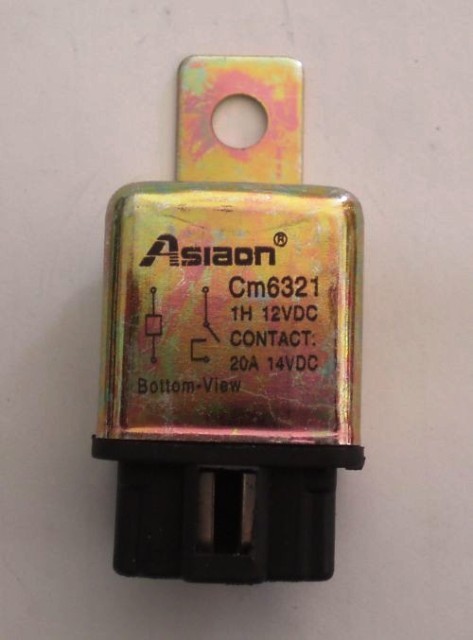 Asiaon®
Cm6321
1H 12VDC
CONTACT:
20A 14VDC
Bottom-View